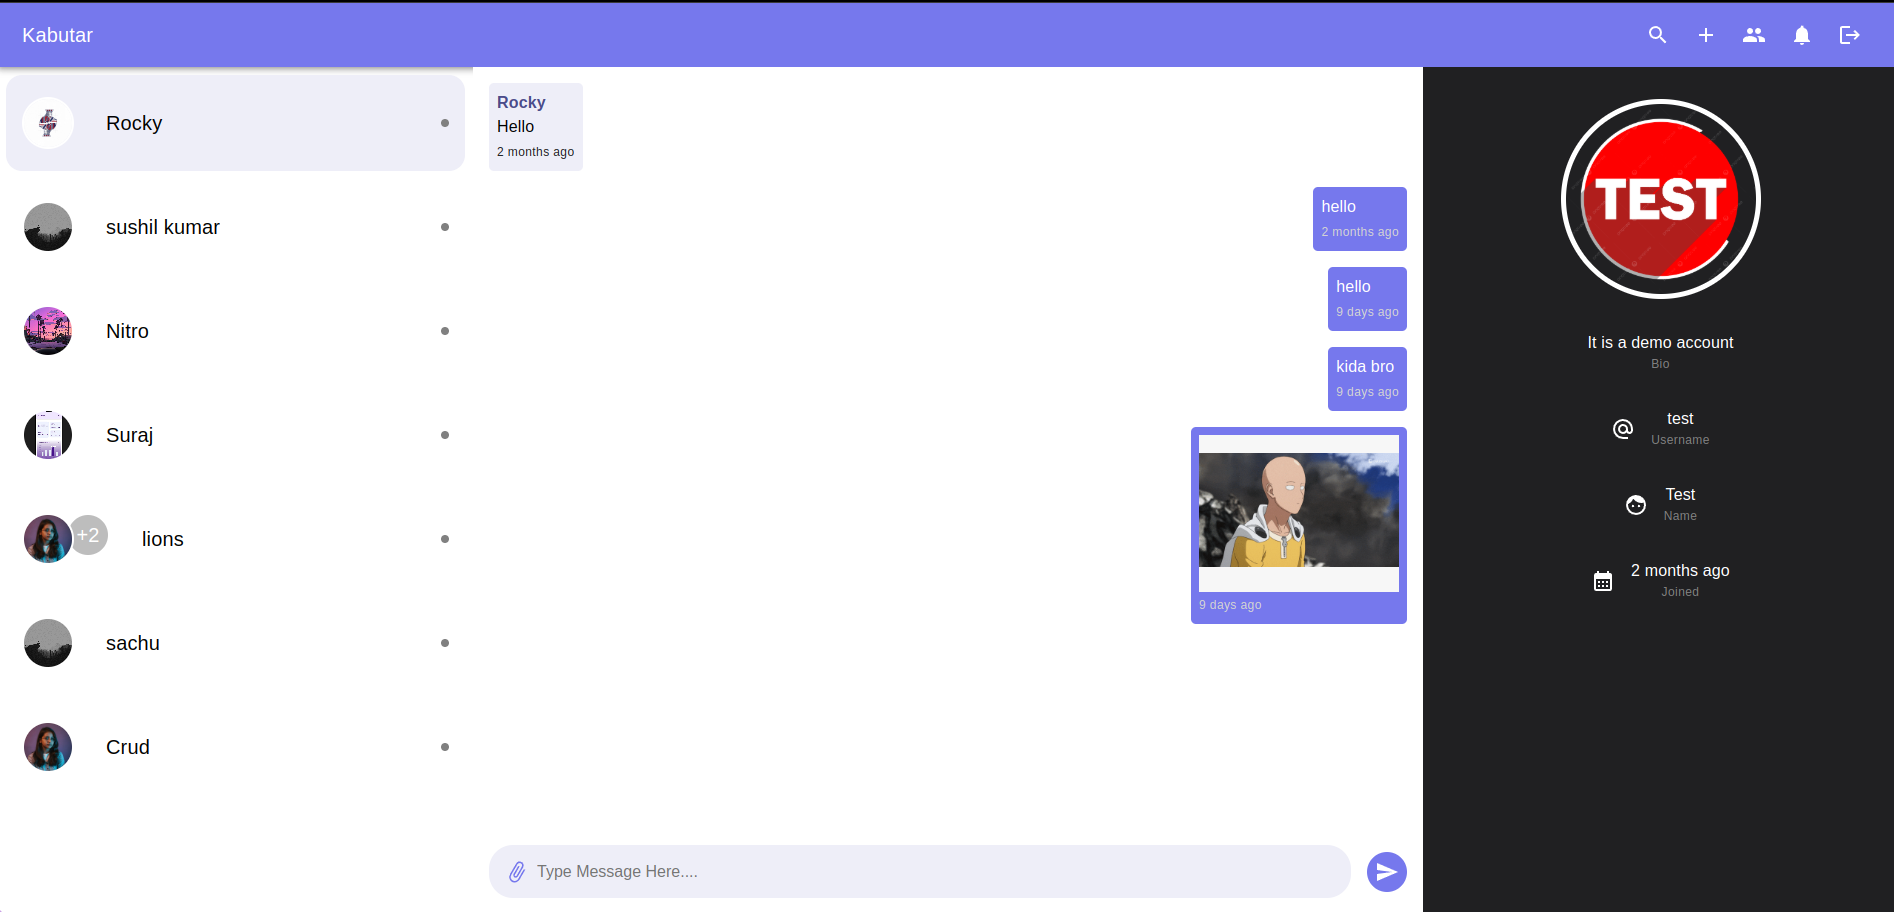 Kabutar
Rocky
sushil kumar
Nitro
Suraj
+2
lions
sachu
Crud
Rocky
Hello
2 months ago
hello
2 months ago
hello
9 days ago
kida bro
9 days ago
9 days ago
Type Message Here....
TEST
It is a demo account
Bio
test
Username
Test
Name
2 months ago
Joined